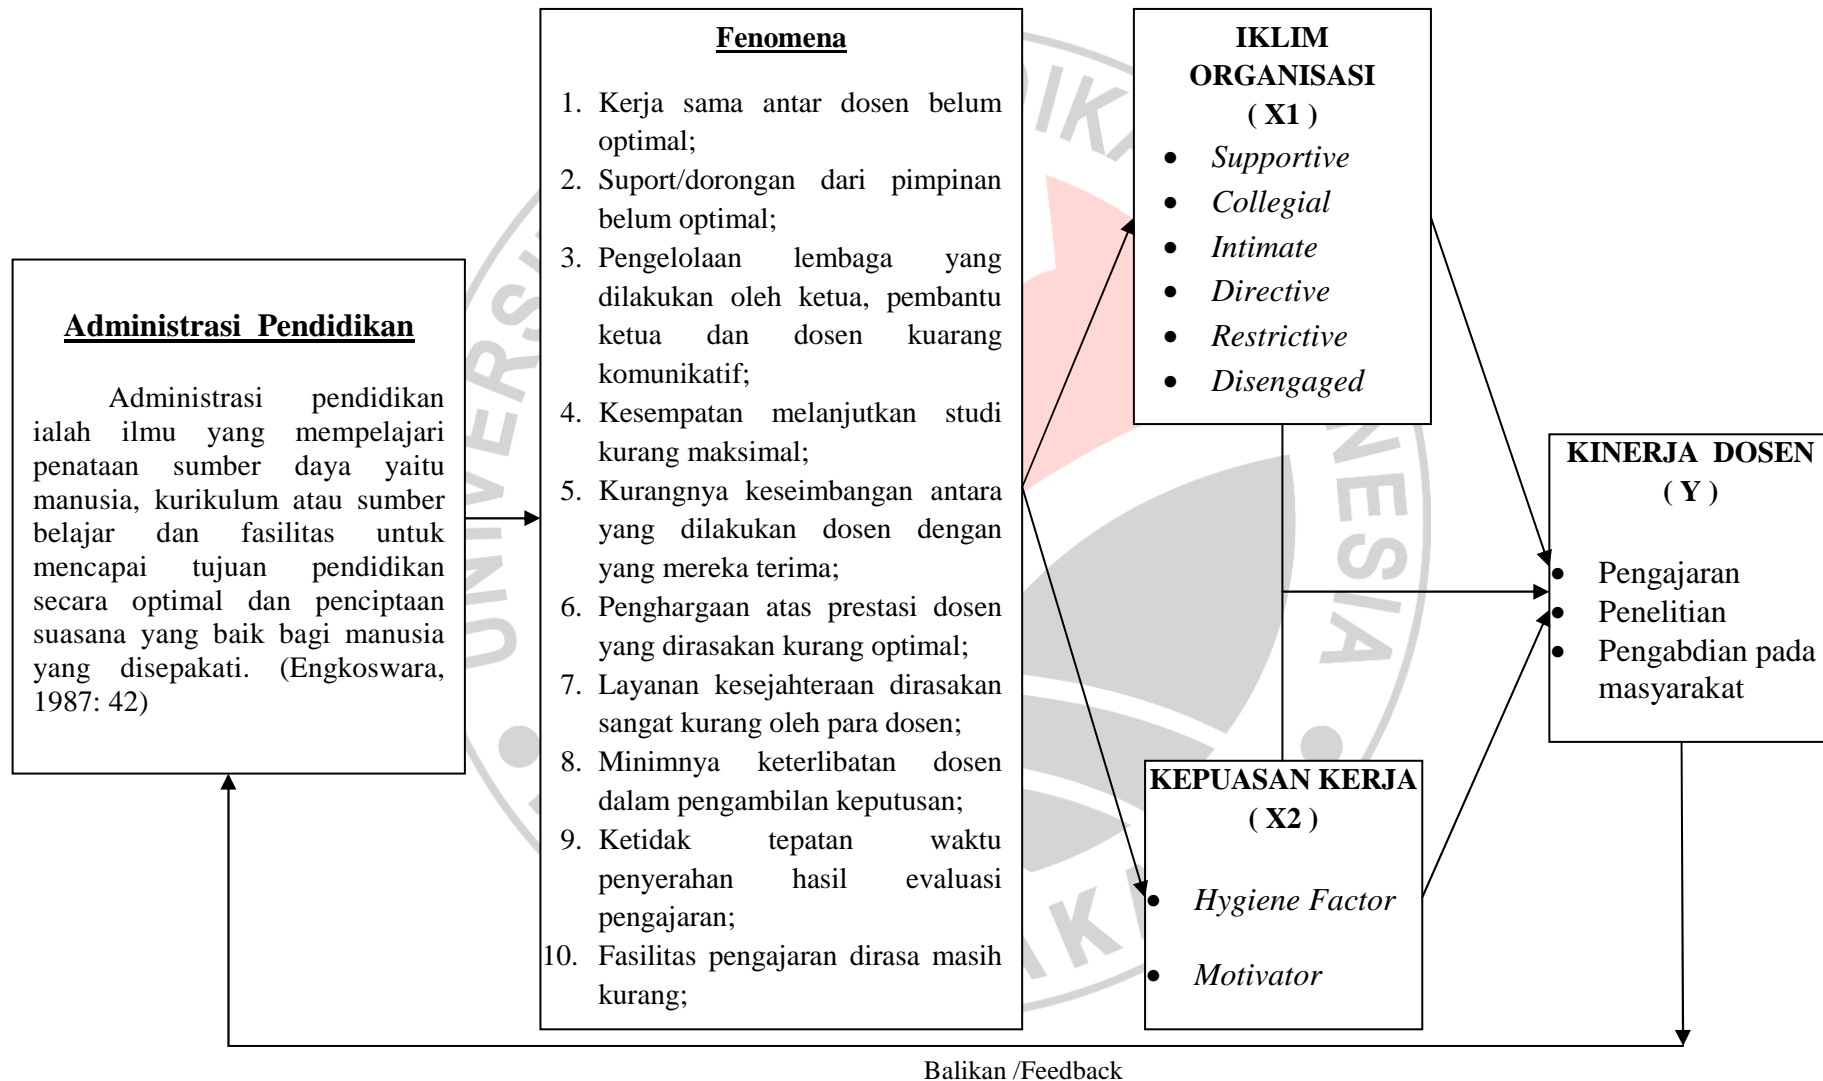 Administrasi Pendidikan
Administrasi pendidikan
ialah ilmu yang mempelajari
penataan sumber daya yaitu
manusia, kurikulum atau sumber
belajar dan fasilitas untuk
mencapai tujuan pendidikan
secara optimal dan penciptaan
suasana yang baik bagi manusia
yang disepakati. (Engkoswara,
1987: 42)
Fenomena
1. Kerja sama antar dosen belum
optimal;
2. Suport/dorongan dari pimpinan
belum optimal;
3. Pengelolaan lembaga yang
dilakukan oleh ketua, pembantu
ketua dan dosen kuarang
komunikatif;
4. Kesempatan melanjutkan studi
kurang maksimal;
5. Kurangnya keseimbangan antara
yang dilakukan dosen dengan
yang mereka terima;
6. Penghargaan atas prestasi dosen
yang dirasakan kurang optimal;
7. Layanan kesejahteraan dirasakan
sangat kurang oleh para dosen;
8. Minimnya keterlibatan dosen
dalam pengambilan keputusan;
9. Ketidak tepatan waktu
penyerahan hasil evaluasi
pengajaran;
10. Fasilitas pengajaran dirasa masih
kurang;
IKLIM
ORGANISASI
( X1 )
• Supportive
• Collegial
• Intimate
• Directive
• Restrictive
• Disengaged
KEPUASAN KERJA
( X2 )
• Hygiene Factor
• Motivator
KINERJA DOSEN
( Y )
• Pengajaran
• Penelitian
• Pengabdian pada
masyarakat
Balikan /Feedback